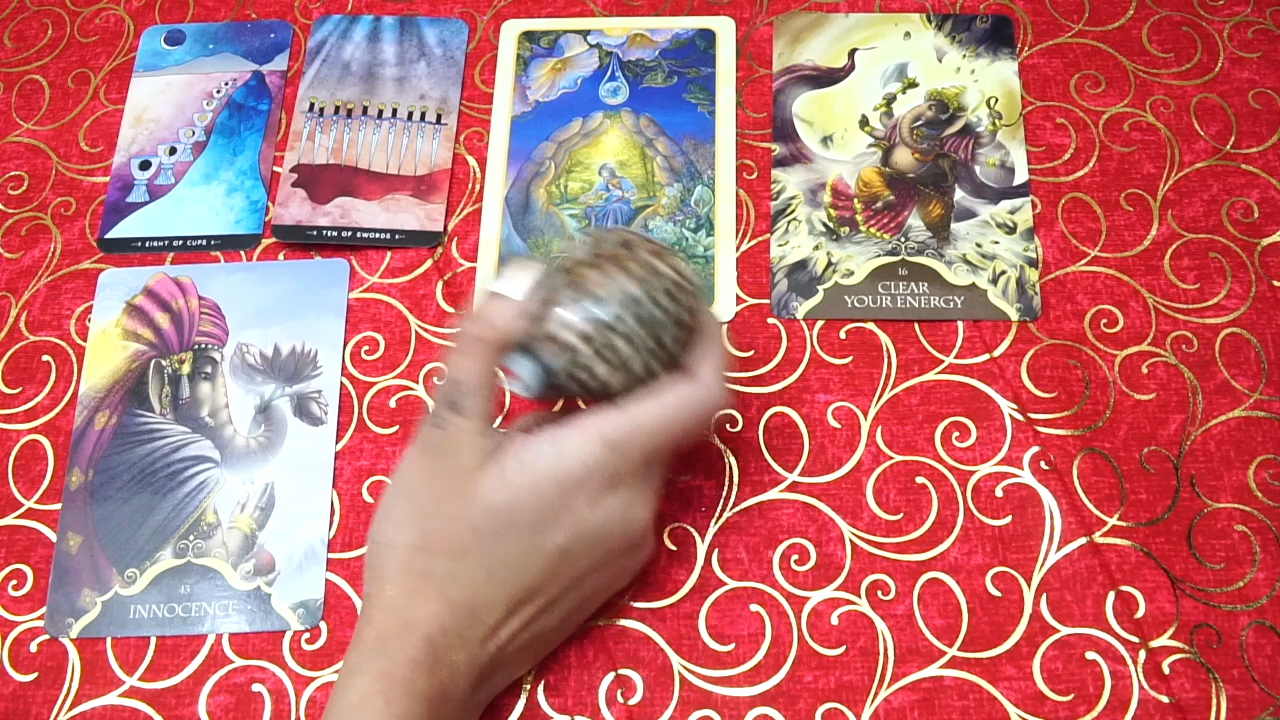 EIGHT OF CUPS
TEN OF SWORDS
16
CLEAR
YOUR ENERGY
43
INNOCENCE